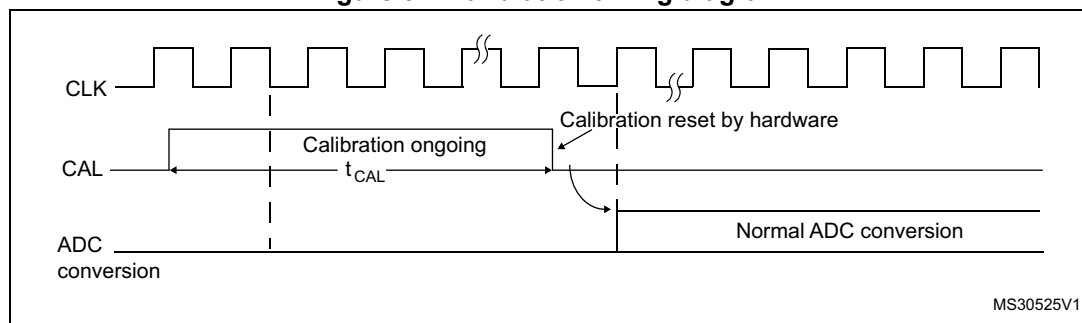 CLK
Calibration reset by hardware
Calibration ongoing
CAL
tCAL
Normal ADC conversion
ADC
conversion
MS30525V1